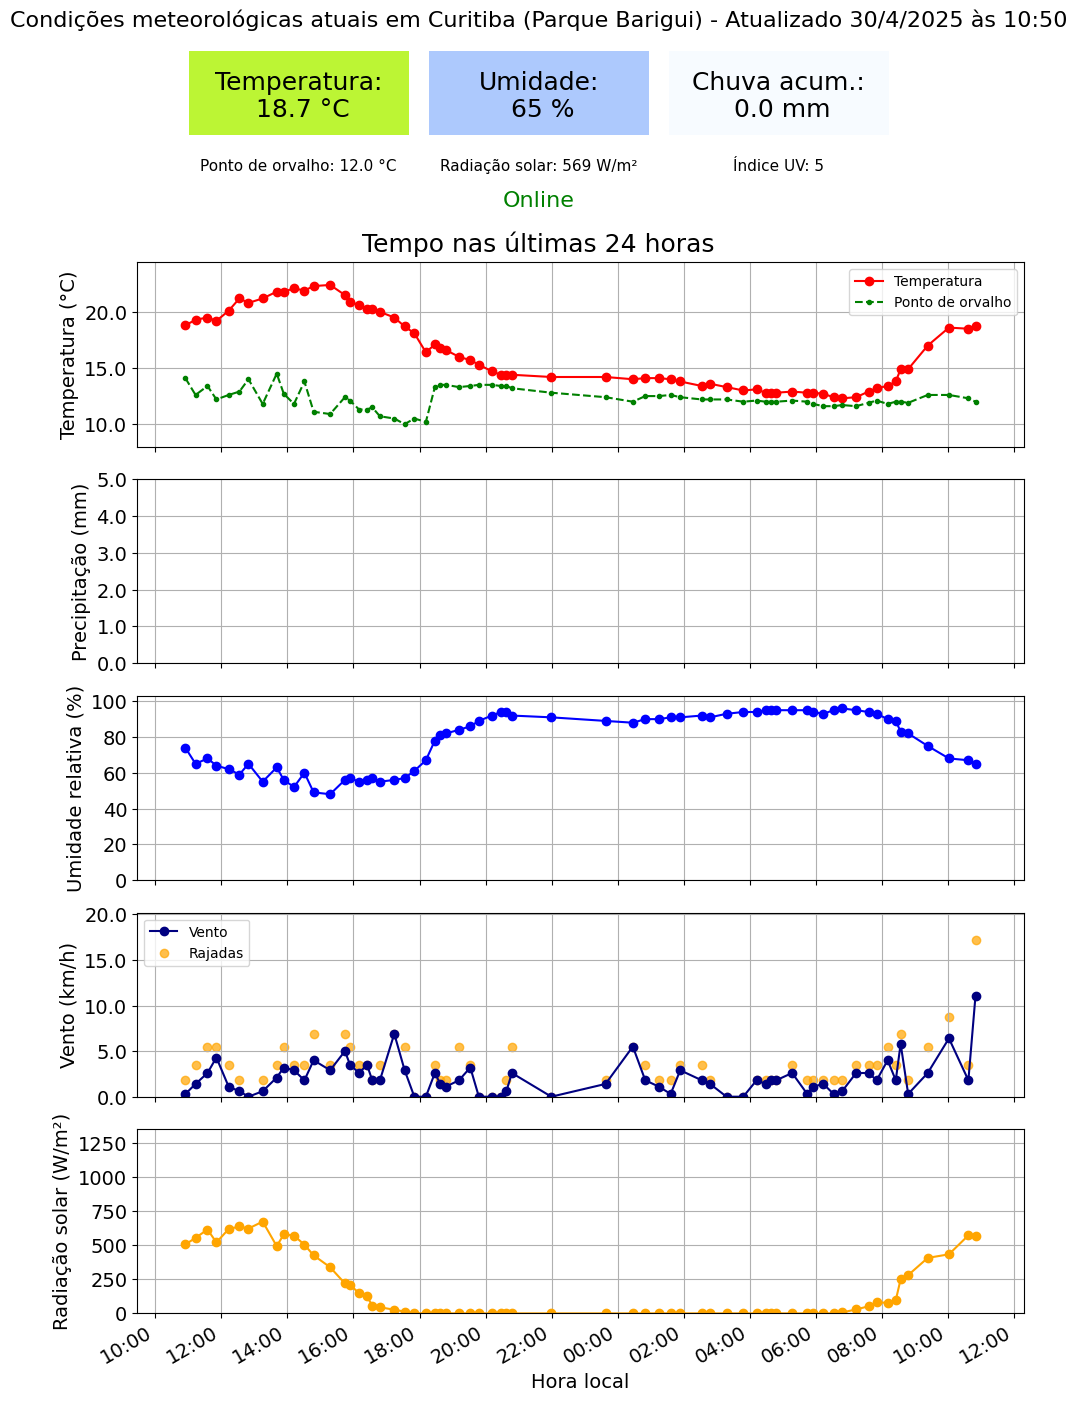 Condições meteorológicas atuais em Curitiba (Parque Barigui) - Atualizado 30/4/2025 às 10:50
Temperatura:
18.7 °C
Umidade:
65 %
Chuva acum.:
0.0 mm
Ponto de orvalho: 12.0 °C
Radiação solar: 569 W/m²
Índice UV: 5
Online
Tempo nas últimas 24 horas
Temperatura (°C)
20.0
15.0
10.0
Temperatura
Ponto de orvalho
Precipitação (mm)
5.0
4.0
3.0
2.0
1.0
0.0
Umidade relativa (%)
100
80
60
40
20
0
Vento (km/h)
20.0
15.0
10.0
5.0
0.0
Vento
Rajadas
Radiação solar (W/m²)
1250
1000
750
500
250
0
10:00
12:00
14:00
16:00
18:00
20:00
22:00
00:00
02:00
04:00
06:00
08:00
10:00
12:00
Hora local